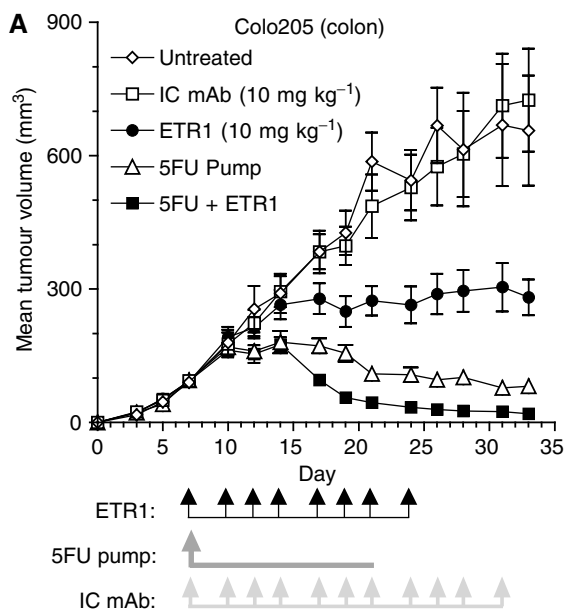 A
Colo205 (colon)
Untreated
IC mAb (10 mg kg⁻¹)
ETR1 (10 mg kg⁻¹)
5FU Pump
5FU + ETR1
Mean tumour volume (mm³)
900
600
300
0
0 5 10 15 20 25 30 35
Day
ETR1:
5FU pump:
IC mAb: